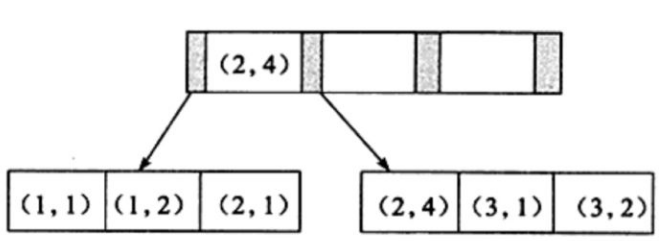 (2,4)
(1,1) (1,2) (2,1) (2,4) (3,1) (3,2)